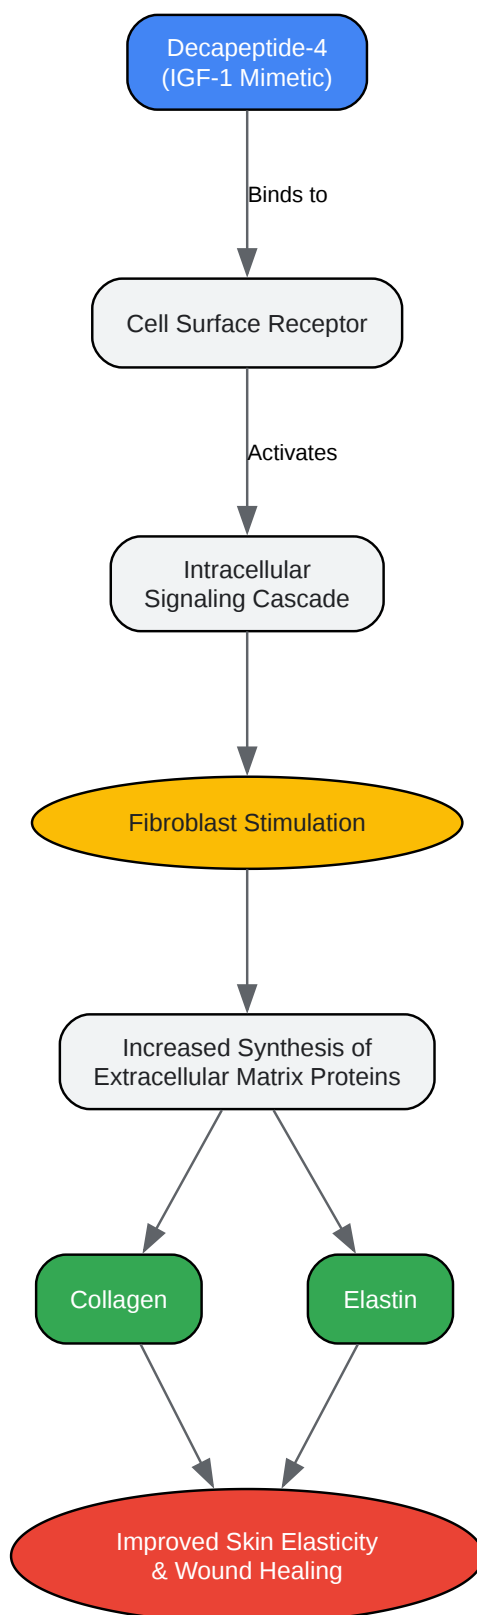 Decapeptide-4
(IGF-1 Mimetic)
Binds to
Cell Surface Receptor
Activates
Intracellular
Signaling Cascade
Fibroblast Stimulation
Increased Synthesis of
Extracellular Matrix Proteins
Collagen
Elastin
Improved Skin Elasticity
& Wound Healing